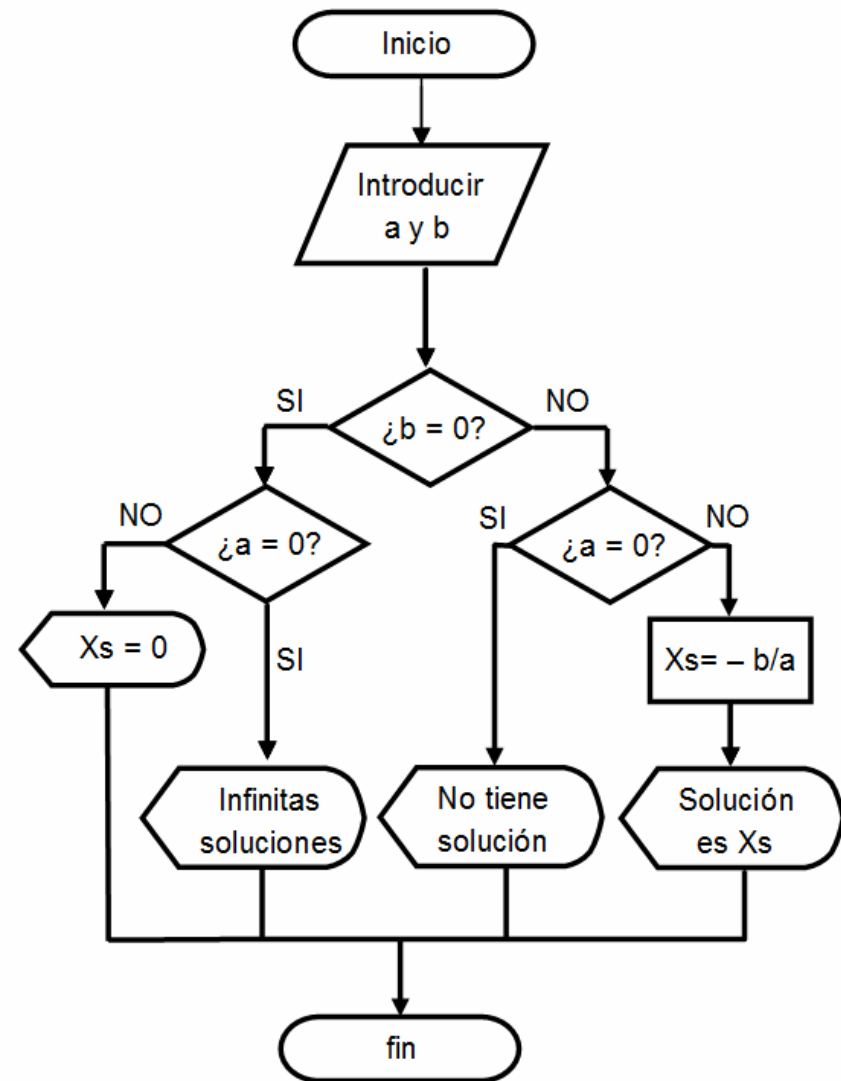 Inicio
Introducir
a y b
SI
¿b = 0?
NO
NO
¿a = 0?
SI
¿a = 0?
NO
Xs = 0
SI
Xs= – b/a
Infinitas
soluciones
No tiene
solución
Solución
es Xs
fin